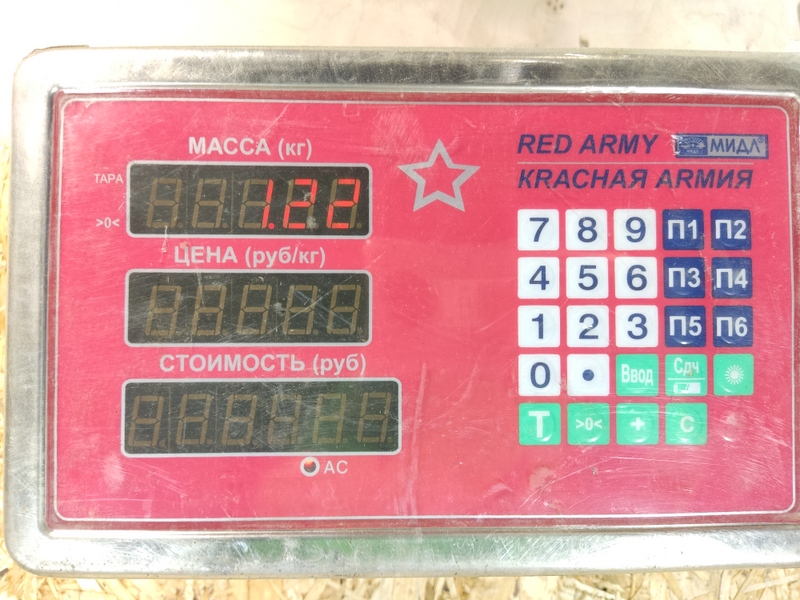 МАССА (кг)
RED ARMY МИДЛ
ТАРА
1.22
КRАСНАЯ АRМИЯ
>0<
7 8 9 П1 П2
ЦЕНА (руб/кг)
4 5 6 П3 П4
1 2 3 П5 П6
СТОИМОСТЬ (руб)
0 • Ввод Сдч
Т >0< + С
АС